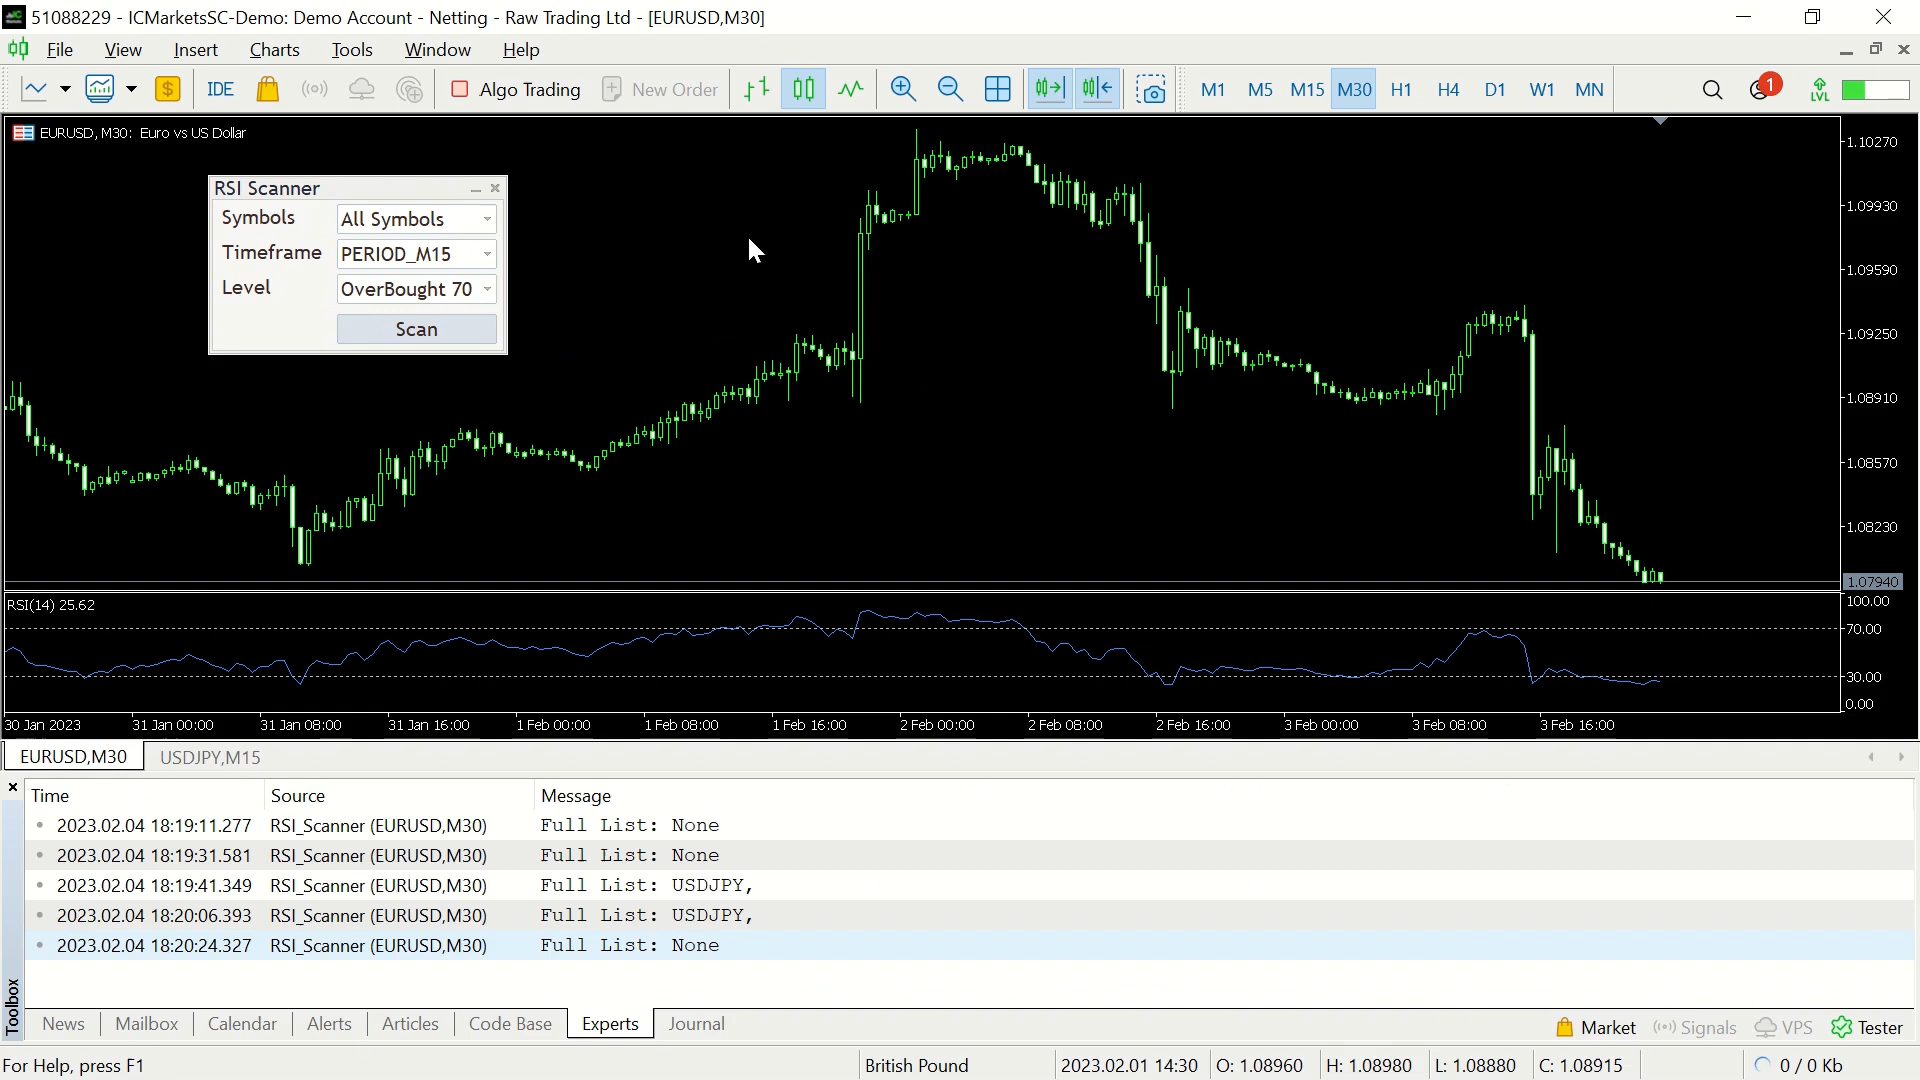 51088229 - ICMarketsSC-Demo: Demo Account - Netting - Raw Trading Ltd - [EURUSD,M30]
File View Insert Charts Tools Window Help
IDE Algo Trading New Order M1 M5 M15 M30 H1 H4 D1 W1 MN 1 LVL
EURUSD, M30: Euro vs US Dollar
RSI Scanner
Symbols All Symbols
Timeframe PERIOD_M15
Level OverBought 70
Scan
1.10270
1.09930
1.09590
1.09250
1.08910
1.08570
1.08230
1.07940
RSI(14) 25.62
100.00
70.00
30.00
0.00
30 Jan 2023 31 Jan 00:00 31 Jan 08:00 31 Jan 16:00 1 Feb 00:00 1 Feb 08:00 1 Feb 16:00 2 Feb 00:00 2 Feb 08:00 2 Feb 16:00 3 Feb 00:00 3 Feb 08:00 3 Feb 16:00
EURUSD,M30 USDJPY,M15
Time Source Message
2023.02.04 18:19:11.277 RSI_Scanner (EURUSD,M30) Full List: None
2023.02.04 18:19:31.581 RSI_Scanner (EURUSD,M30) Full List: None
2023.02.04 18:19:41.349 RSI_Scanner (EURUSD,M30) Full List: USDJPY,
2023.02.04 18:20:06.393 RSI_Scanner (EURUSD,M30) Full List: USDJPY,
2023.02.04 18:20:24.327 RSI_Scanner (EURUSD,M30) Full List: None
Toolbox
News Mailbox Calendar Alerts Articles Code Base Experts Journal Market Signals VPS Tester
For Help, press F1 British Pound 2023.02.01 14:30 O: 1.08960 H: 1.08980 L: 1.08880 C: 1.08915 0 / 0 Kb